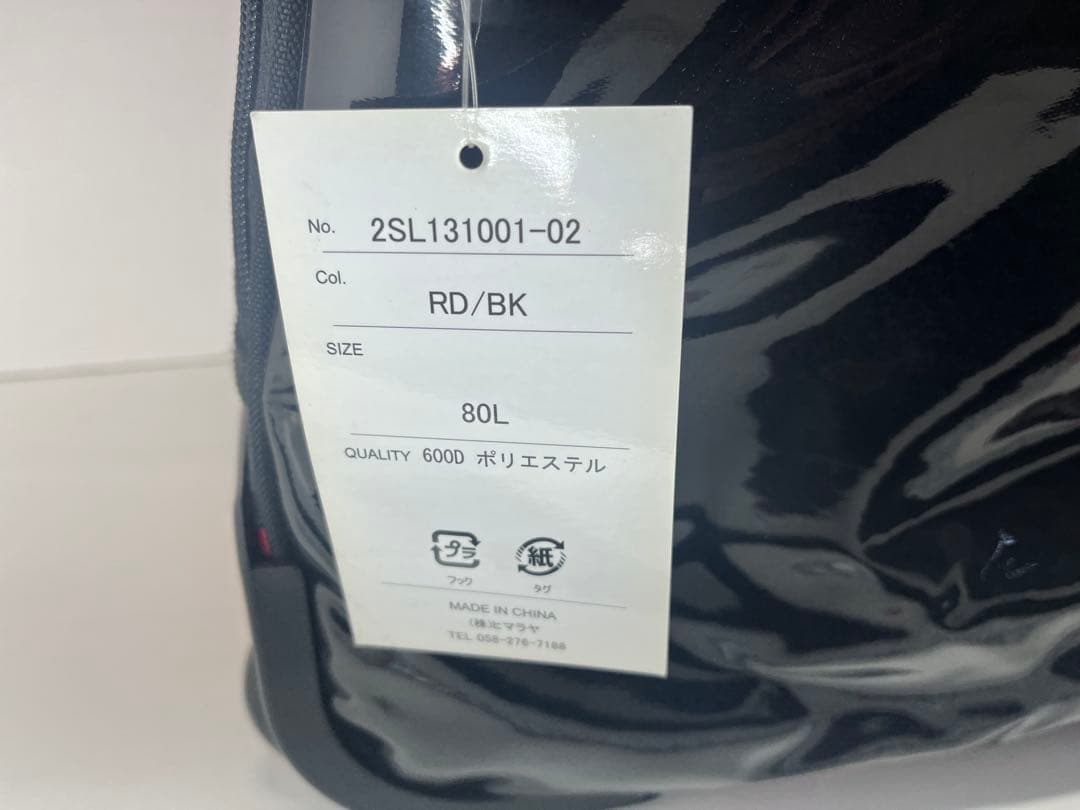 No. 2SL131001-02
Col.
RD/BK
SIZE
80L
QUALITY 600D ポリエステル
プラ 紙
フック タグ
MADE IN CHINA
(株)ヒマラヤ
TEL 058-276-7188